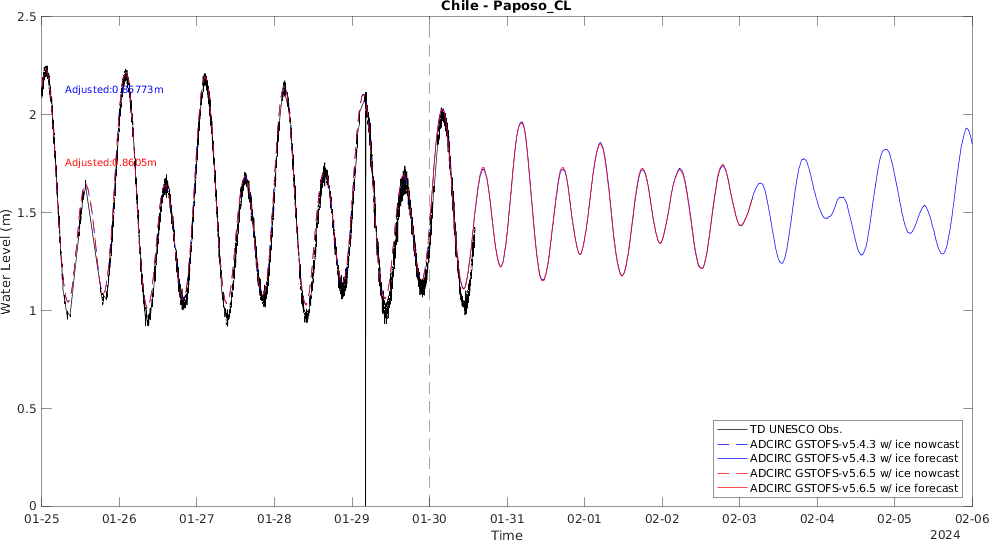 Chile - Paposo_CL
2.5
2
1.5
1
0.5
0
Water Level (m)
Adjusted:0.85773m
Adjusted:0.8605m
TD UNESCO Obs.
ADCIRC GSTOFS-v5.4.3 w/ ice nowcast
ADCIRC GSTOFS-v5.4.3 w/ ice forecast
ADCIRC GSTOFS-v5.6.5 w/ ice nowcast
ADCIRC GSTOFS-v5.6.5 w/ ice forecast
01-25 01-26 01-27 01-28 01-29 01-30 01-31 02-01 02-02 02-03 02-04 02-05 02-06
Time
2024